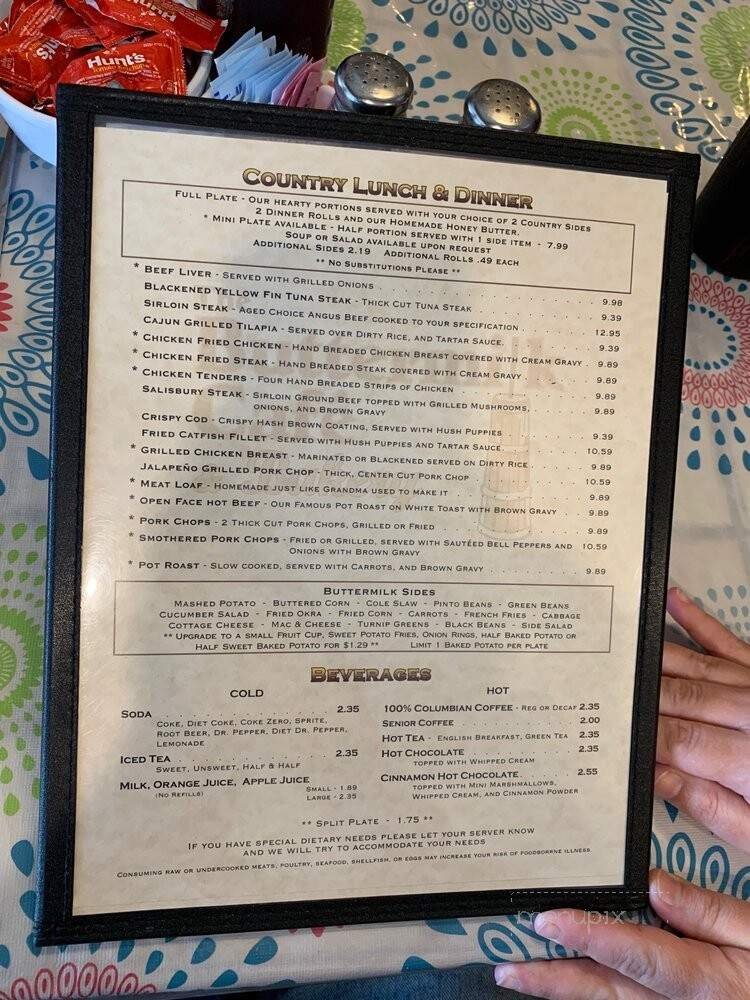 Hunt's
Tomato Ketchup
COUNTRY LUNCH & DINNER
FULL PLATE - OUR HEARTY PORTIONS SERVED WITH YOUR CHOICE OF 2 COUNTRY SIDES
2 DINNER ROLLS AND OUR HOMEMADE HONEY BUTTER.
* MINI PLATE AVAILABLE - HALF PORTION SERVED WITH 1 SIDE ITEM - 7.99
SOUP OR SALAD AVAILABLE UPON REQUEST
ADDITIONAL SIDES 2.19 ADDITIONAL ROLLS .49 EACH
** NO SUBSTITUTIONS PLEASE **
* BEEF LIVER - SERVED WITH GRILLED ONIONS . . . . 9.98
BLACKENED YELLOW FIN TUNA STEAK - THICK CUT TUNA STEAK . . . . 9.39
SIRLOIN STEAK - AGED CHOICE ANGUS BEEF COOKED TO YOUR SPECIFICATION . . . . 12.95
CAJUN GRILLED TILAPIA - SERVED OVER DIRTY RICE, AND TARTAR SAUCE. . . . . 9.39
* CHICKEN FRIED CHICKEN - HAND BREADED CHICKEN BREAST COVERED WITH CREAM GRAVY . 9.89
* CHICKEN FRIED STEAK - HAND BREADED STEAK COVERED WITH CREAM GRAVY . . . . 9.89
* CHICKEN TENDERS - FOUR HAND BREADED STRIPS OF CHICKEN . . . . 9.89
SALISBURY STEAK - SIRLOIN GROUND BEEF TOPPED WITH GRILLED MUSHROOMS, 9.89
ONIONS, AND BROWN GRAVY
CRISPY COD - CRISPY HASH BROWN COATING, SERVED WITH HUSH PUPPIES . . . . 9.39
FRIED CATFISH FILLET - SERVED WITH HUSH PUPPIES AND TARTAR SAUCE. . . . . 10.59
* GRILLED CHICKEN BREAST - MARINATED OR BLACKENED SERVED ON DIRTY RICE . . . . 9.89
JALAPEÑO GRILLED PORK CHOP - THICK, CENTER CUT PORK CHOP . . . . 10.59
* MEAT LOAF - HOMEMADE JUST LIKE GRANDMA USED TO MAKE IT . . . . 9.89
* OPEN FACE HOT BEEF - OUR FAMOUS POT ROAST ON WHITE TOAST WITH BROWN GRAVY . . 9.89
* PORK CHOPS - 2 THICK CUT PORK CHOPS, GRILLED OR FRIED . . . . 9.89
* SMOTHERED PORK CHOPS - FRIED OR GRILLED, SERVED WITH SAUTÉED BELL PEPPERS AND 10.59
ONIONS WITH BROWN GRAVY
* POT ROAST - SLOW COOKED, SERVED WITH CARROTS, AND BROWN GRAVY . . . . 9.89
BUTTERMILK SIDES
MASHED POTATO - BUTTERED CORN - COLE SLAW - PINTO BEANS - GREEN BEANS
CUCUMBER SALAD - FRIED OKRA - FRIED CORN - CARROTS - FRENCH FRIES - CABBAGE
COTTAGE CHEESE - MAC & CHEESE - TURNIP GREENS - BLACK BEANS - SIDE SALAD
** UPGRADE TO A SMALL FRUIT CUP, SWEET POTATO FRIES, ONION RINGS, HALF BAKED POTATO OR
HALF SWEET BAKED POTATO FOR $1.29 ** LIMIT 1 BAKED POTATO PER PLATE
BEVERAGES
COLD
SODA . . . . 2.35
COKE, DIET COKE, COKE ZERO, SPRITE,
ROOT BEER, DR. PEPPER, DIET DR. PEPPER,
LEMONADE
ICED TEA . . . . 2.35
SWEET, UNSWEET, HALF & HALF
MILK, ORANGE JUICE, APPLE JUICE
(NO REFILLS)
SMALL - 1.89
LARGE - 2.35
HOT
100% COLUMBIAN COFFEE - REG OR DECAF 2.35
SENIOR COFFEE . . . . 2.00
HOT TEA - ENGLISH BREAKFAST, GREEN TEA 2.35
HOT CHOCOLATE . . . . 2.35
TOPPED WITH WHIPPED CREAM
CINNAMON HOT CHOCOLATE . . . . 2.55
TOPPED WITH MINI MARSHMALLOWS,
WHIPPED CREAM, AND CINNAMON POWDER
** SPLIT PLATE - 1.75 **
IF YOU HAVE SPECIAL DIETARY NEEDS PLEASE LET YOUR SERVER KNOW
AND WE WILL TRY TO ACCOMMODATE YOUR NEEDS
CONSUMING RAW OR UNDERCOOKED MEATS, POULTRY, SEAFOOD, SHELLFISH, OR EGGS MAY INCREASE YOUR RISK OF FOODBORNE ILLNESS
menupix